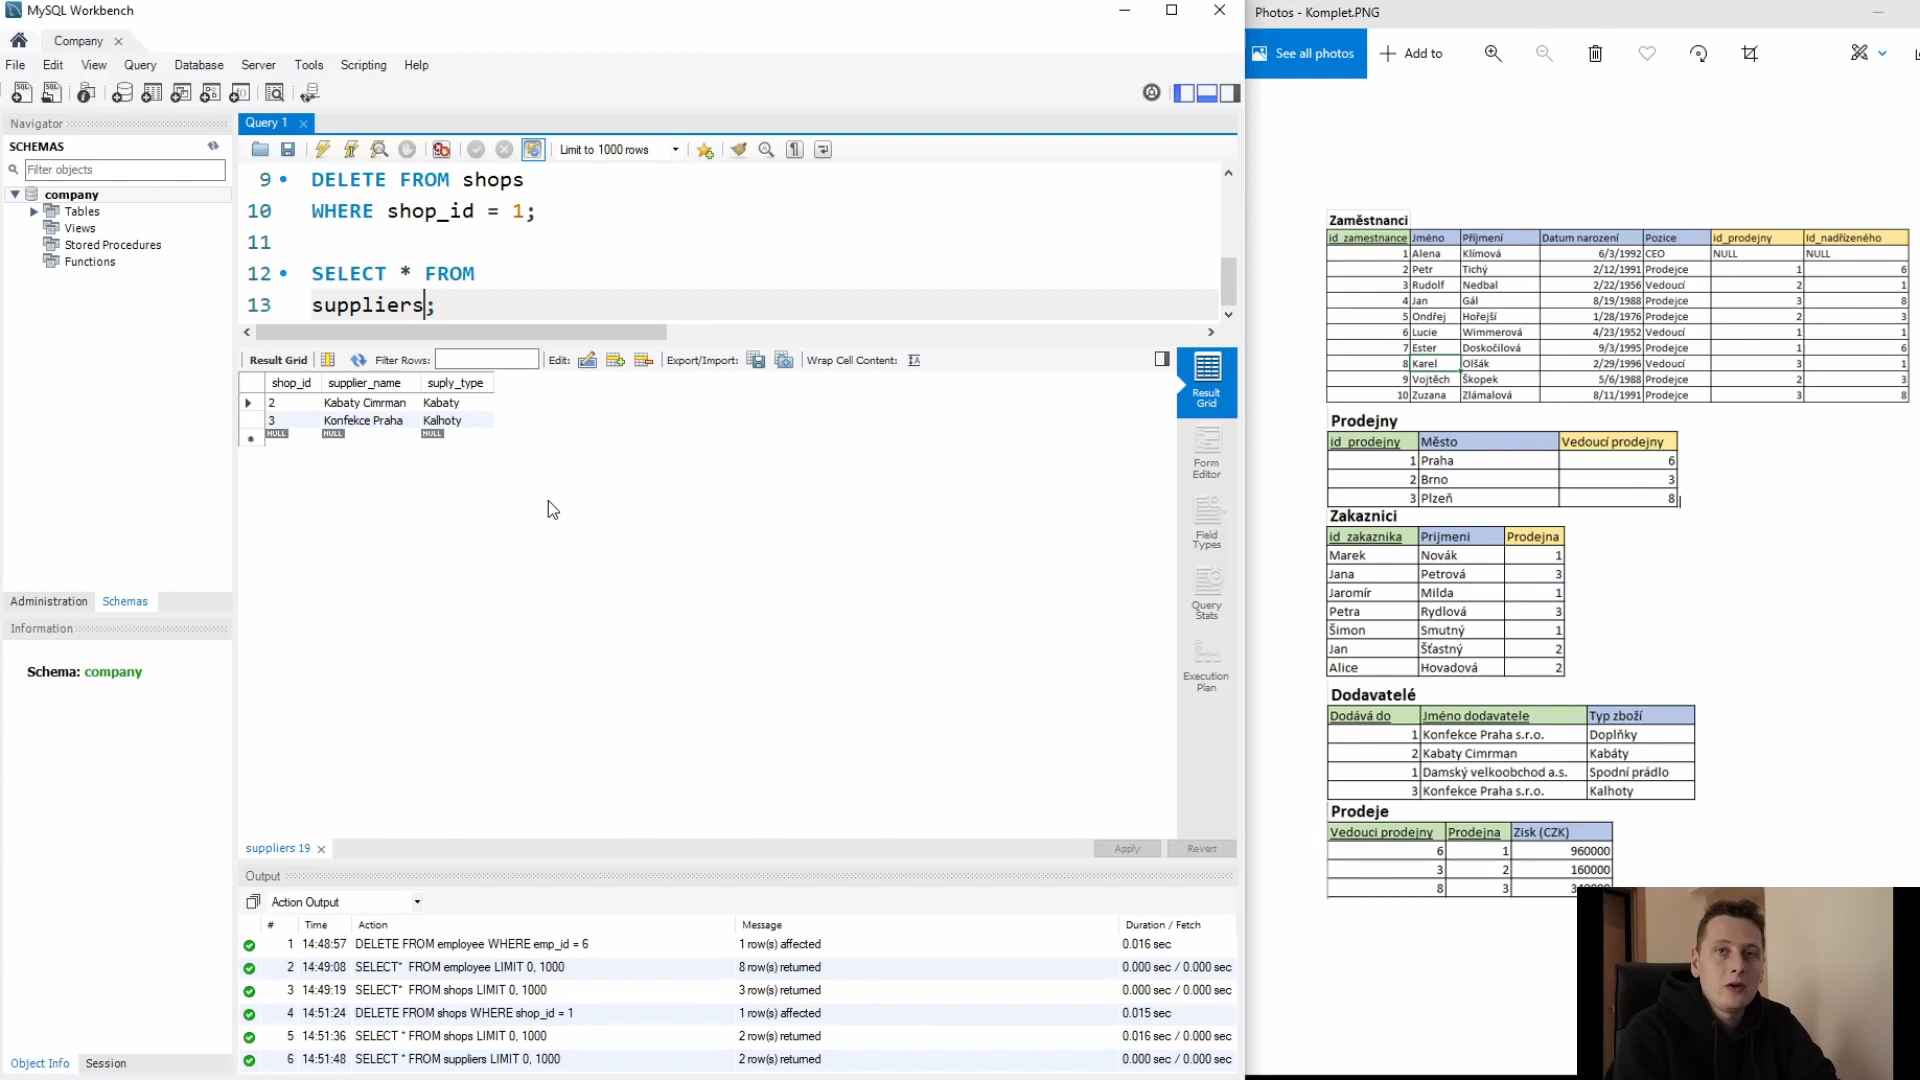 MySQL Workbench
Company
File Edit View Query Database Server Tools Scripting Help
Navigator
SCHEMAS
Filter objects
company
Tables
Views
Stored Procedures
Functions
Administration Schemas
Information
Schema: company
Object Info Session
Query 1
Limit to 1000 rows
9 DELETE FROM shops
10 WHERE shop_id = 1;
11
12 SELECT * FROM
13 suppliers;
Result Grid Filter Rows: Edit: Export/Import: Wrap Cell Content:
shop_id supplier_name suply_type
2 Kabaty Cimrman Kabaty
3 Konfekce Praha Kalhoty
NULL NULL NULL
Result Grid
Form Editor
Field Types
Query Stats
Execution Plan
suppliers 19 Apply Revert
Output
Action Output
# Time Action Message Duration / Fetch
1 14:48:57 DELETE FROM employee WHERE emp_id = 6 1 row(s) affected 0.016 sec
2 14:49:08 SELECT* FROM employee LIMIT 0, 1000 8 row(s) returned 0.000 sec / 0.000 sec
3 14:49:19 SELECT* FROM shops LIMIT 0, 1000 3 row(s) returned 0.000 sec / 0.000 sec
4 14:51:24 DELETE FROM shops WHERE shop_id = 1 1 row(s) affected 0.015 sec
5 14:51:36 SELECT * FROM shops LIMIT 0, 1000 2 row(s) returned 0.016 sec / 0.000 sec
6 14:51:48 SELECT * FROM suppliers LIMIT 0, 1000 2 row(s) returned 0.000 sec / 0.000 sec
Photos - Komplet.PNG
See all photos Add to
Zaměstnanci
id_zamestnance Jméno Příjmení Datum narození Pozice id_prodejny Id_nadřízeného
1 Alena Klímová 6/3/1992 CEO NULL NULL
2 Petr Tichý 2/12/1991 Prodejce 1 6
3 Rudolf Nedbal 2/22/1956 Vedoucí 2 1
4 Jan Gál 8/19/1988 Prodejce 3 8
5 Ondřej Hořejší 1/28/1976 Prodejce 2 3
6 Lucie Wimmerová 4/23/1952 Vedoucí 1 1
7 Ester Doskočilová 9/3/1995 Prodejce 1 6
8 Karel Olšák 2/29/1996 Vedoucí 3 1
9 Vojtěch Škopek 5/6/1988 Prodejce 2 3
10 Zuzana Zlámalová 8/11/1991 Prodejce 3 8
Prodejny
id_prodejny Město Vedoucí prodejny
1 Praha 6
2 Brno 3
3 Plzeň 8
Zakaznici
id_zakaznika Prijmeni Prodejna
Marek Novák 1
Jana Petrová 3
Jaromír Milda 1
Petra Rydlová 3
Šimon Smutný 1
Jan Šťastný 2
Alice Hovadová 2
Dodavatelé
Dodává do Jméno dodavatele Typ zboží
1 Konfekce Praha s.r.o. Doplňky
2 Kabaty Cimrman Kabáty
1 Damský velkoobchod a.s. Spodní prádlo
3 Konfekce Praha s.r.o. Kalhoty
Prodeje
Vedouci prodejny Prodejna Zisk (CZK)
6 1 960000
3 2 160000
8 3